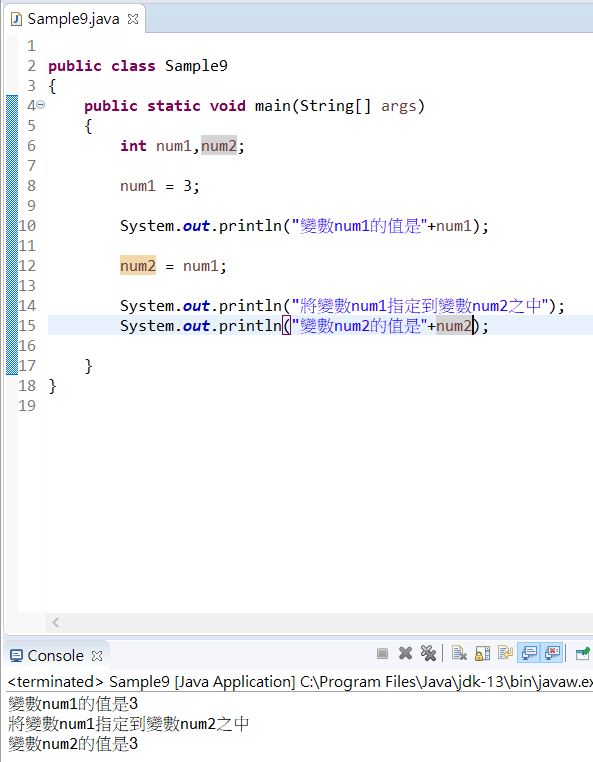 Sample9.java
1
2 public class Sample9
3 {
4 public static void main(String[] args)
5 {
6 int num1,num2;
7
8 num1 = 3;
9
10 System.out.println("變數num1的值是"+num1);
11
12 num2 = num1;
13
14 System.out.println("將變數num1指定到變數num2之中");
15 System.out.println("變數num2的值是"+num2);
16
17 }
18 }
19
Console
<terminated> Sample9 [Java Application] C:\Program Files\Java\jdk-13\bin\javaw.ex
變數num1的值是3
將變數num1指定到變數num2之中
變數num2的值是3